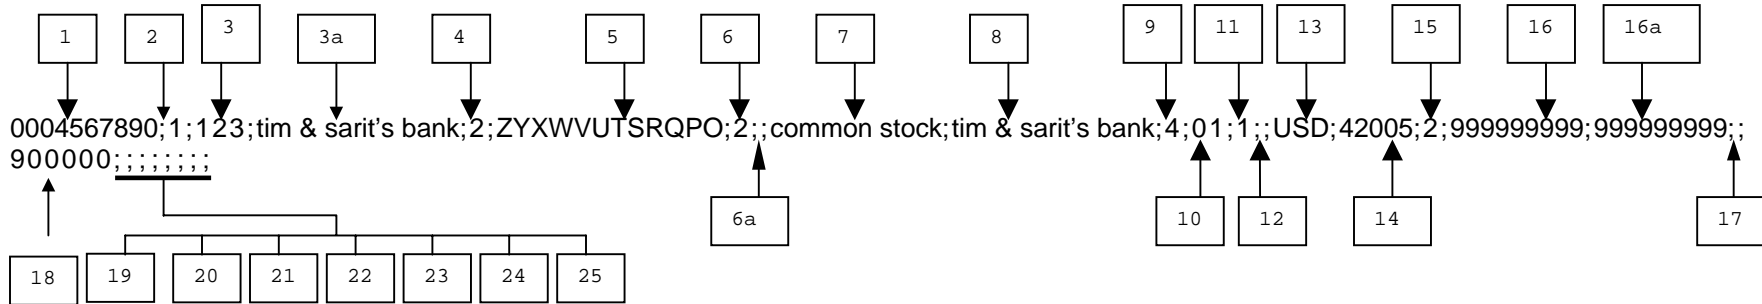 1 2 3 3a 4 5 6 7 8 9 11 13 15 16 16a
0004567890;1;123;tim & sarit's bank;2;ZYXWVUTSRQPO;2;;common stock;tim & sarit's bank;4;01;1;;USD;42005;2;999999999;999999999;;
900000;;;;;;;;
6a 10 12 14 17
18 19 20 21 22 23 24 25